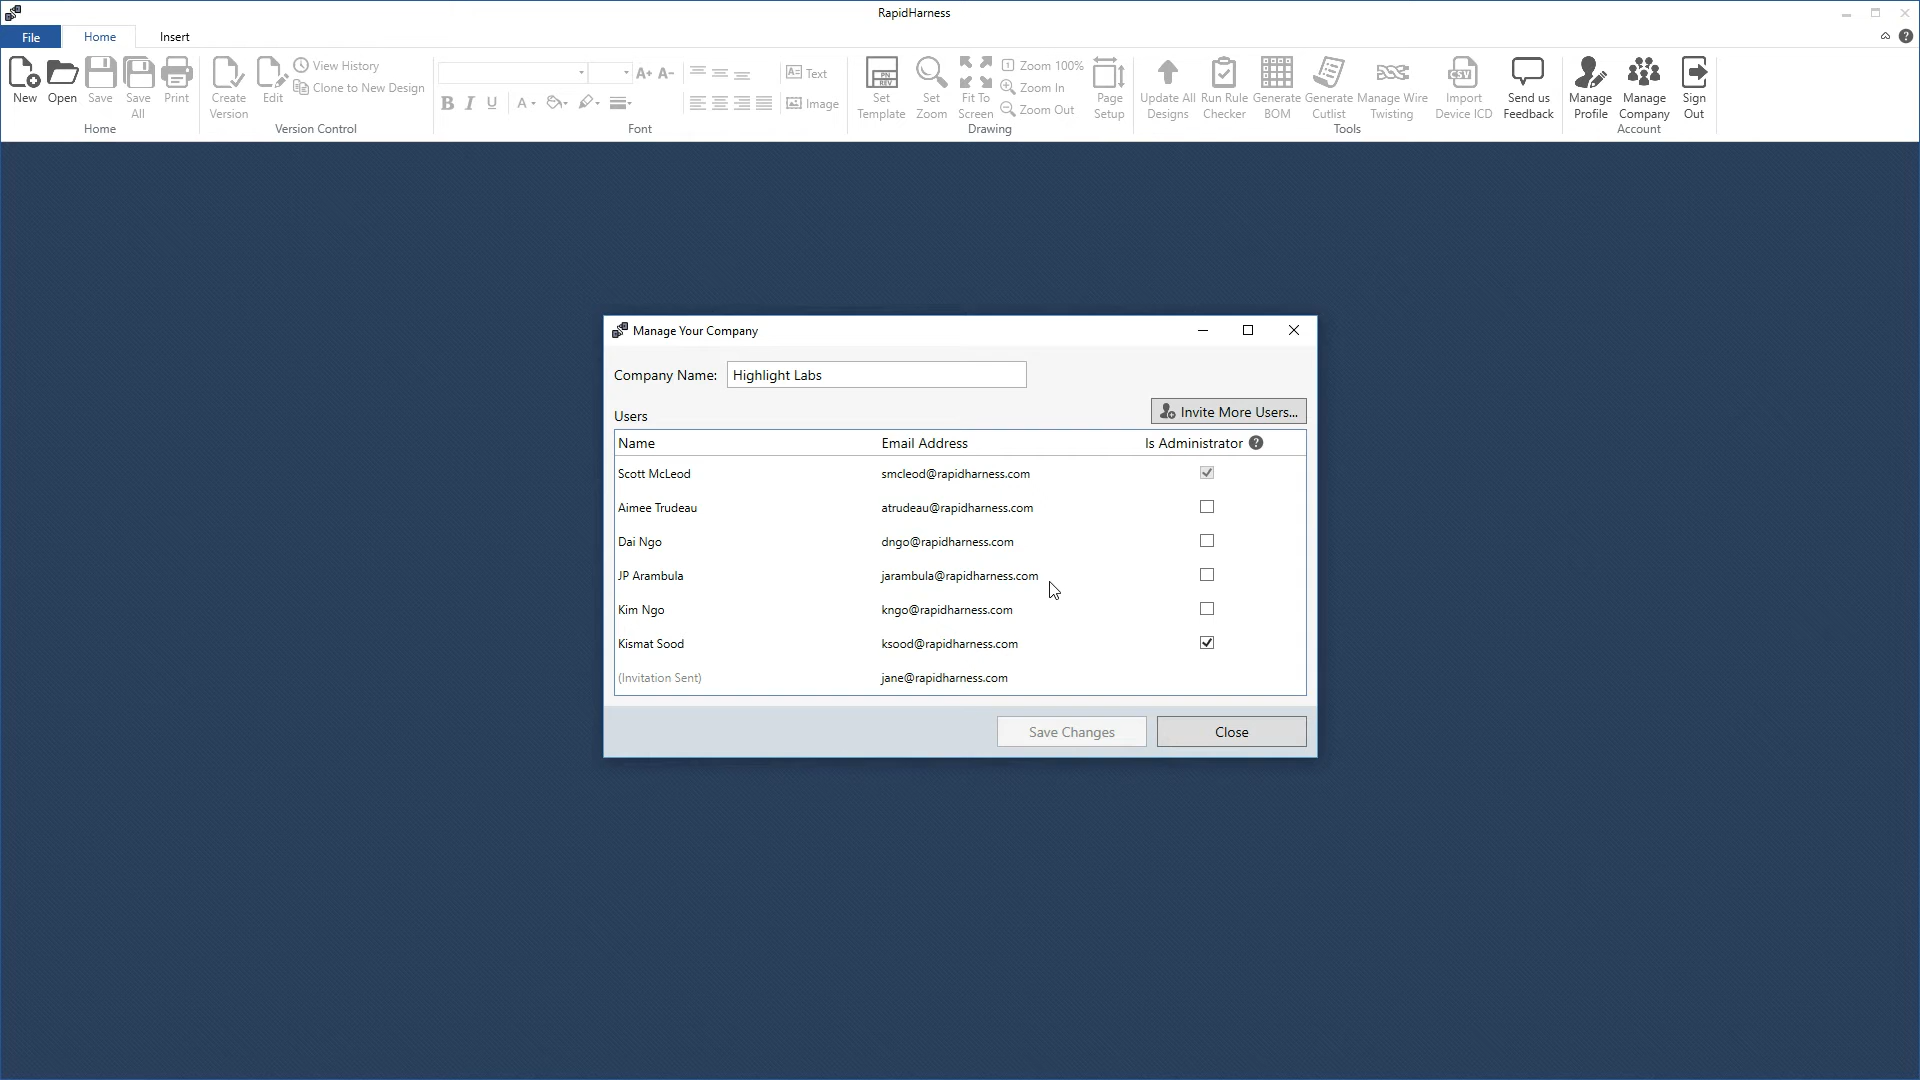 RapidHarness
File Home Insert
New Open Save Save All Print
Home
Create Version Edit View History
Clone to New Design
Version Control
B I U A A+ A-
Font
Text
Image
Set Template Set Zoom Fit To Screen Zoom 100%
Zoom In
Zoom Out
Page Setup
Drawing
Update All Designs Run Rule Checker Generate BOM Generate Cutlist Manage Wire Twisting CSV Import Device ICD
Tools
Send us Feedback
Manage Profile Manage Company Sign Out
Account
PN
REV
Manage Your Company
Company Name: Highlight Labs
Users
Invite More Users...
Name Email Address Is Administrator ?
Scott McLeod smcleod@rapidharness.com
Aimee Trudeau atrudeau@rapidharness.com
Dai Ngo dngo@rapidharness.com
JP Arambula jarambula@rapidharness.com
Kim Ngo kngo@rapidharness.com
Kismat Sood ksood@rapidharness.com
(Invitation Sent) jane@rapidharness.com
Save Changes Close